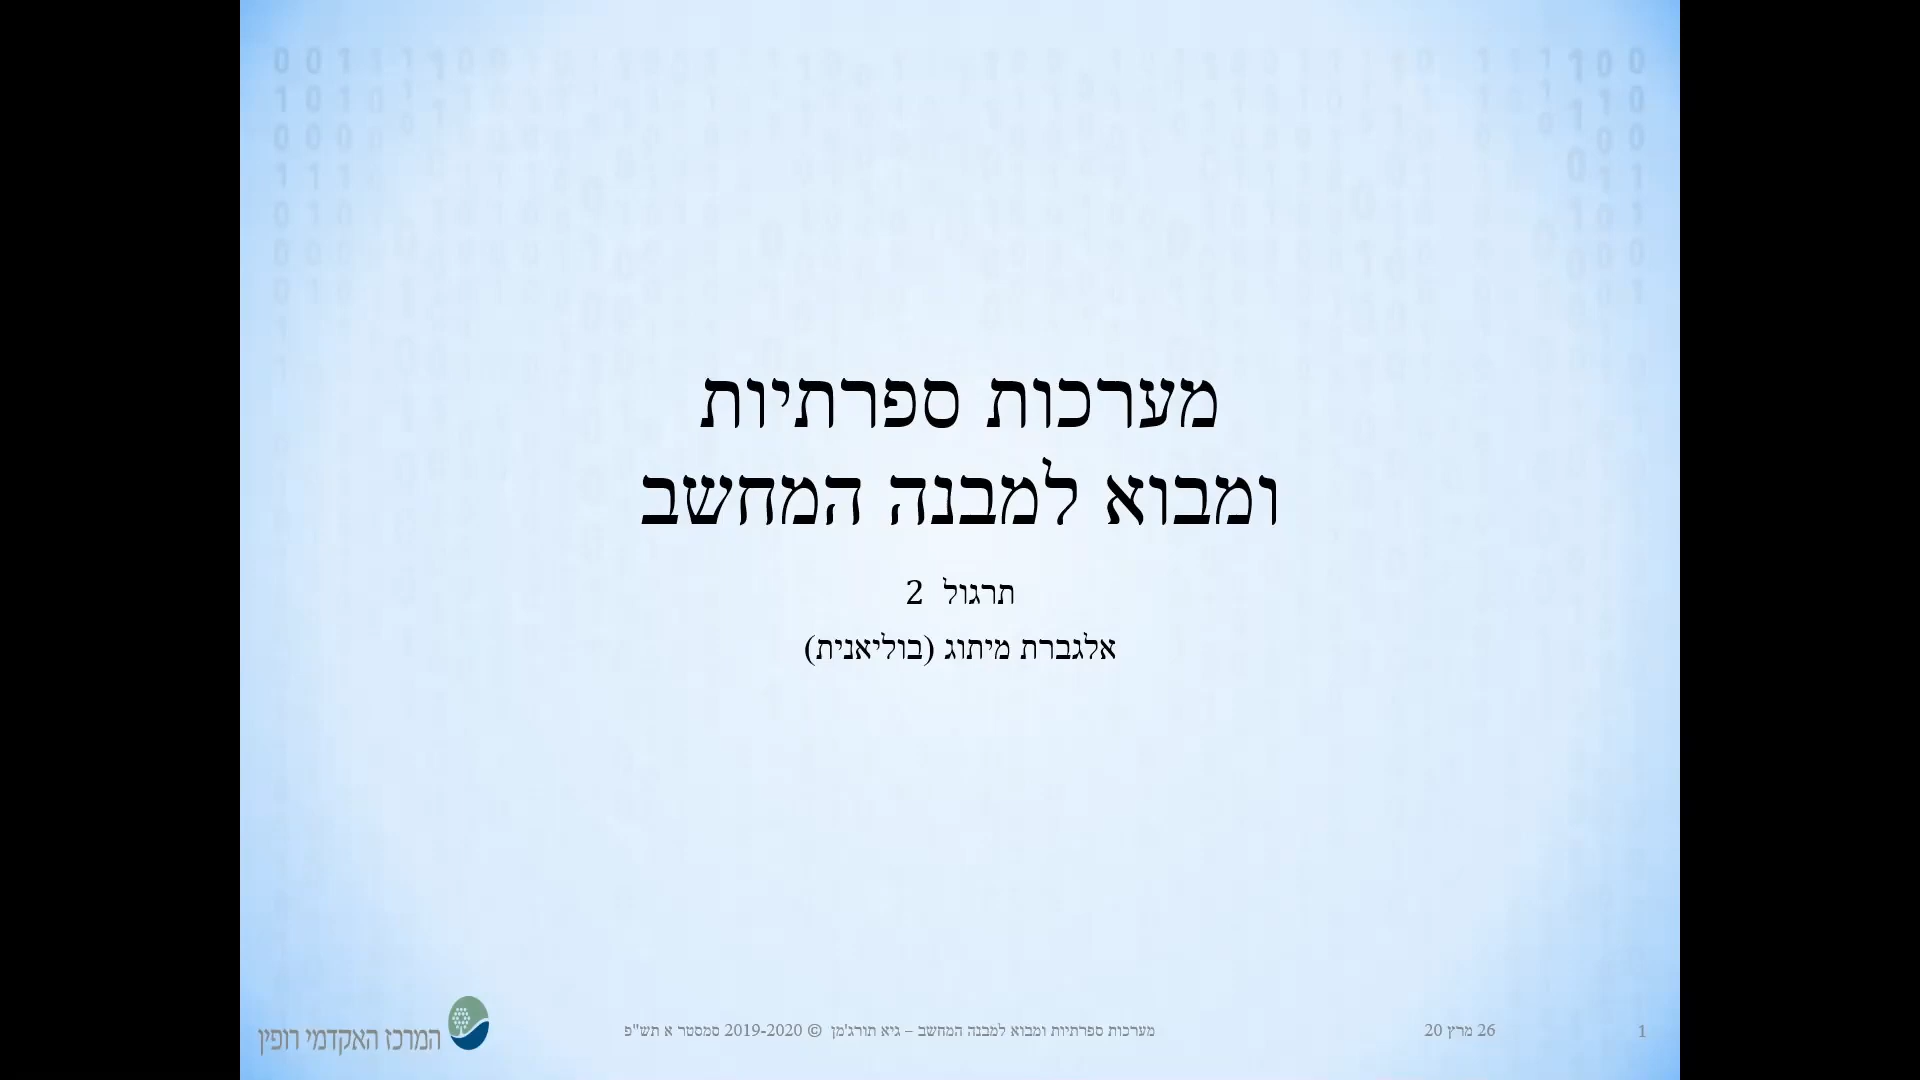 מערכות ספרתיות
ומבוא למבנה המחשב
תרגול 2
אלגברת מיתוג (בוליאנית)
1
26 מרץ 20
מערכות ספרתיות ומבוא למבנה המחשב – גיא תורג'מן © 2019-2020 סמסטר א תש"פ
המרכז האקדמי רופין